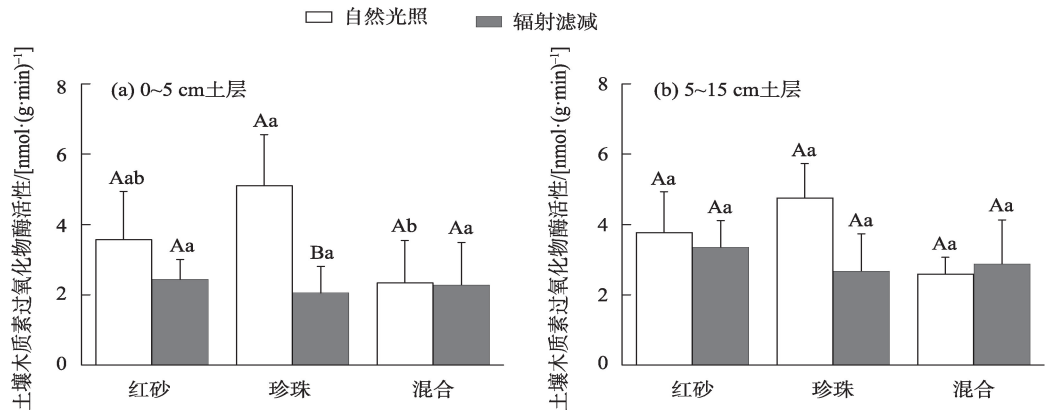 自然光照 辐射滤减
土壤木质素过氧化物酶活性/[nmol·(g·min)⁻¹]
(a) 0~5 cm土层
8
6
4
2
0
Aab
Aa
Aa
Ba
Ab
Aa
红砂 珍珠 混合
土壤木质素过氧化物酶活性/[nmol·(g·min)⁻¹]
(b) 5~15 cm土层
8
6
4
2
0
Aa
Aa
Aa
Aa
Aa
Aa
红砂 珍珠 混合